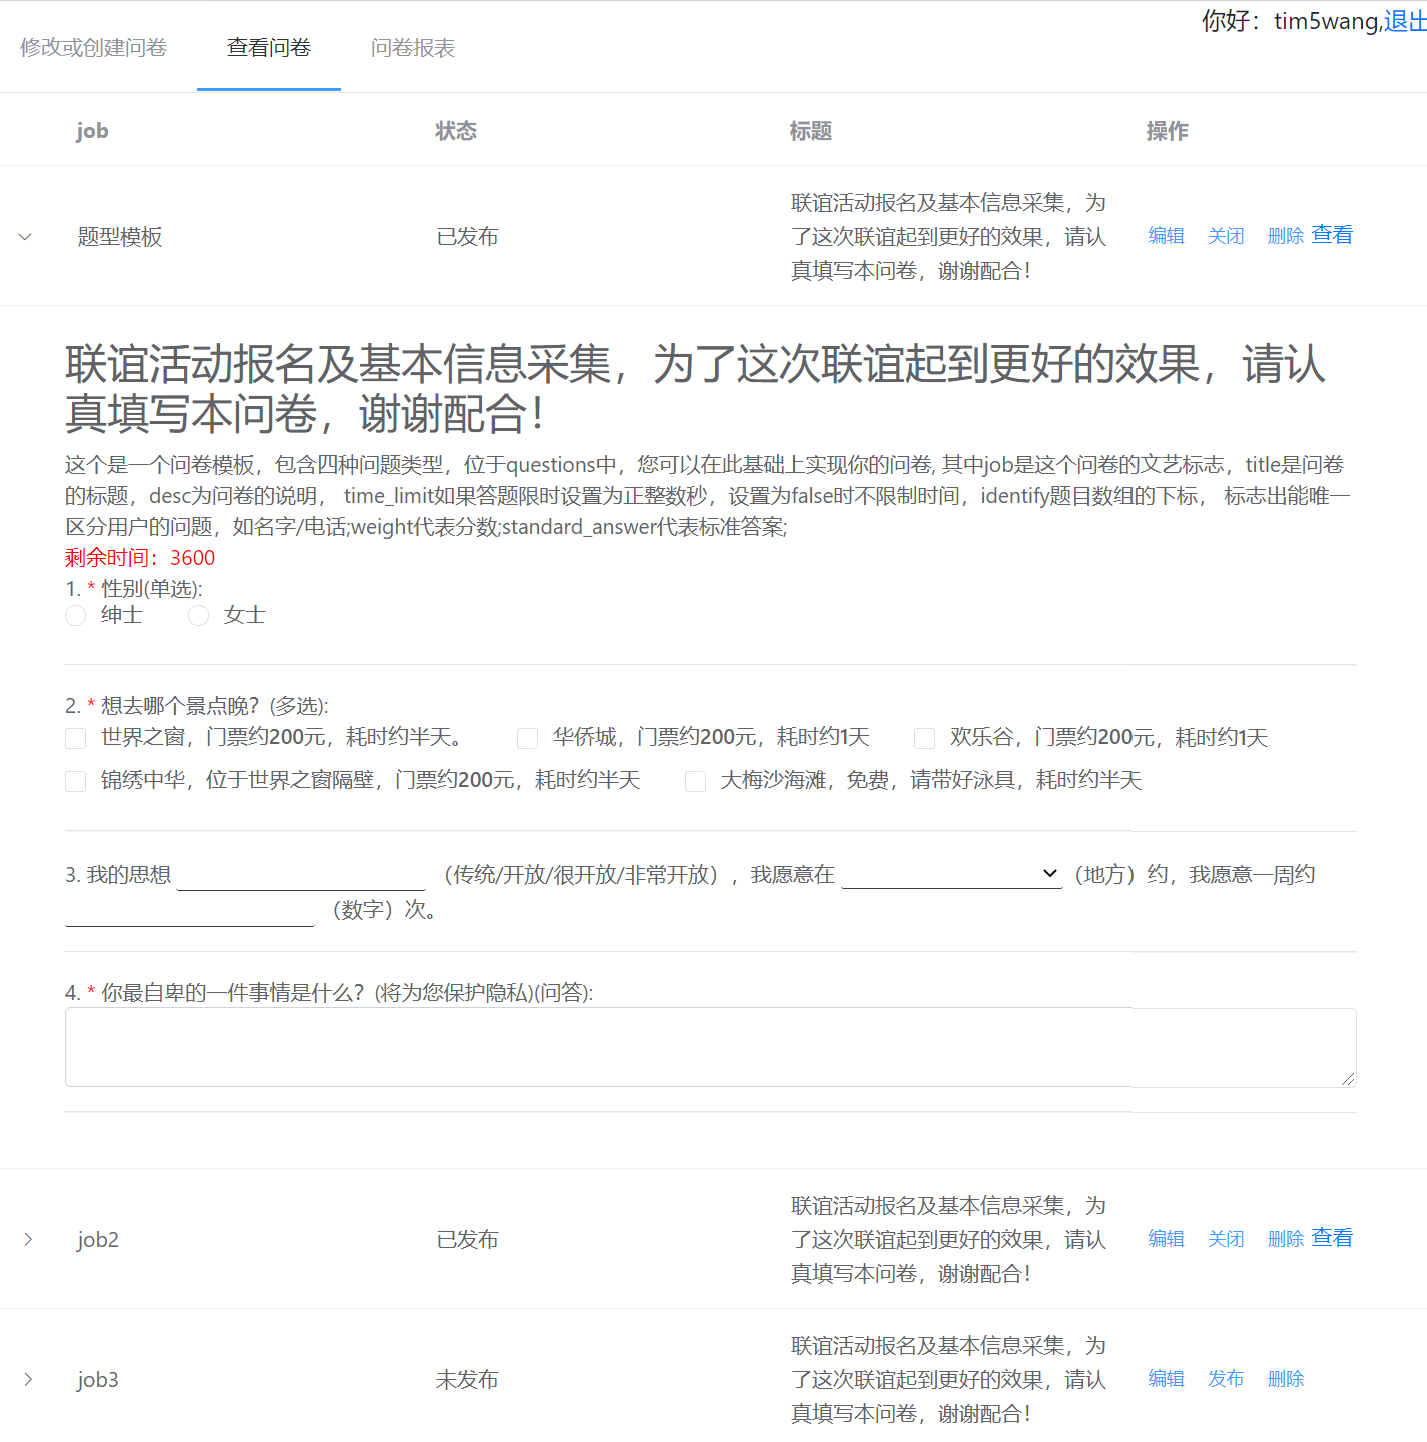 你好：tim5wang,退出
修改或创建问卷 查看问卷 问卷报表
job 状态 标题 操作
题型模板 已发布 联谊活动报名及基本信息采集，为
了这次联谊起到更好的效果，请认
真填写本问卷，谢谢配合！
编辑 关闭 删除 查看
联谊活动报名及基本信息采集，为了这次联谊起到更好的效果，请认
真填写本问卷，谢谢配合！
这个是一个问卷模板，包含四种问题类型，位于questions中，您可以在此基础上实现你的问卷, 其中job是这个问卷的文艺标志，title是问卷
的标题，desc为问卷的说明， time_limit如果答题限时设置为正整数秒，设置为false时不限制时间，identify题目数组的下标， 标志出能唯一
区分用户的问题，如名字/电话;weight代表分数;standard_answer代表标准答案;
剩余时间：3600
1. * 性别(单选):
绅士 女士
2. * 想去哪个景点晚？(多选):
世界之窗，门票约200元，耗时约半天。 华侨城，门票约200元，耗时约1天 欢乐谷，门票约200元，耗时约1天
锦绣中华，位于世界之窗隔壁，门票约200元，耗时约半天 大梅沙海滩，免费，请带好泳具，耗时约半天
3. 我的思想 （传统/开放/很开放/非常开放），我愿意在 （地方）约，我愿意一周约
（数字）次。
4. * 你最自卑的一件事情是什么？(将为您保护隐私)(问答):
job2 已发布 联谊活动报名及基本信息采集，为
了这次联谊起到更好的效果，请认
真填写本问卷，谢谢配合！
编辑 关闭 删除 查看
job3 未发布 联谊活动报名及基本信息采集，为
了这次联谊起到更好的效果，请认
真填写本问卷，谢谢配合！
编辑 发布 删除